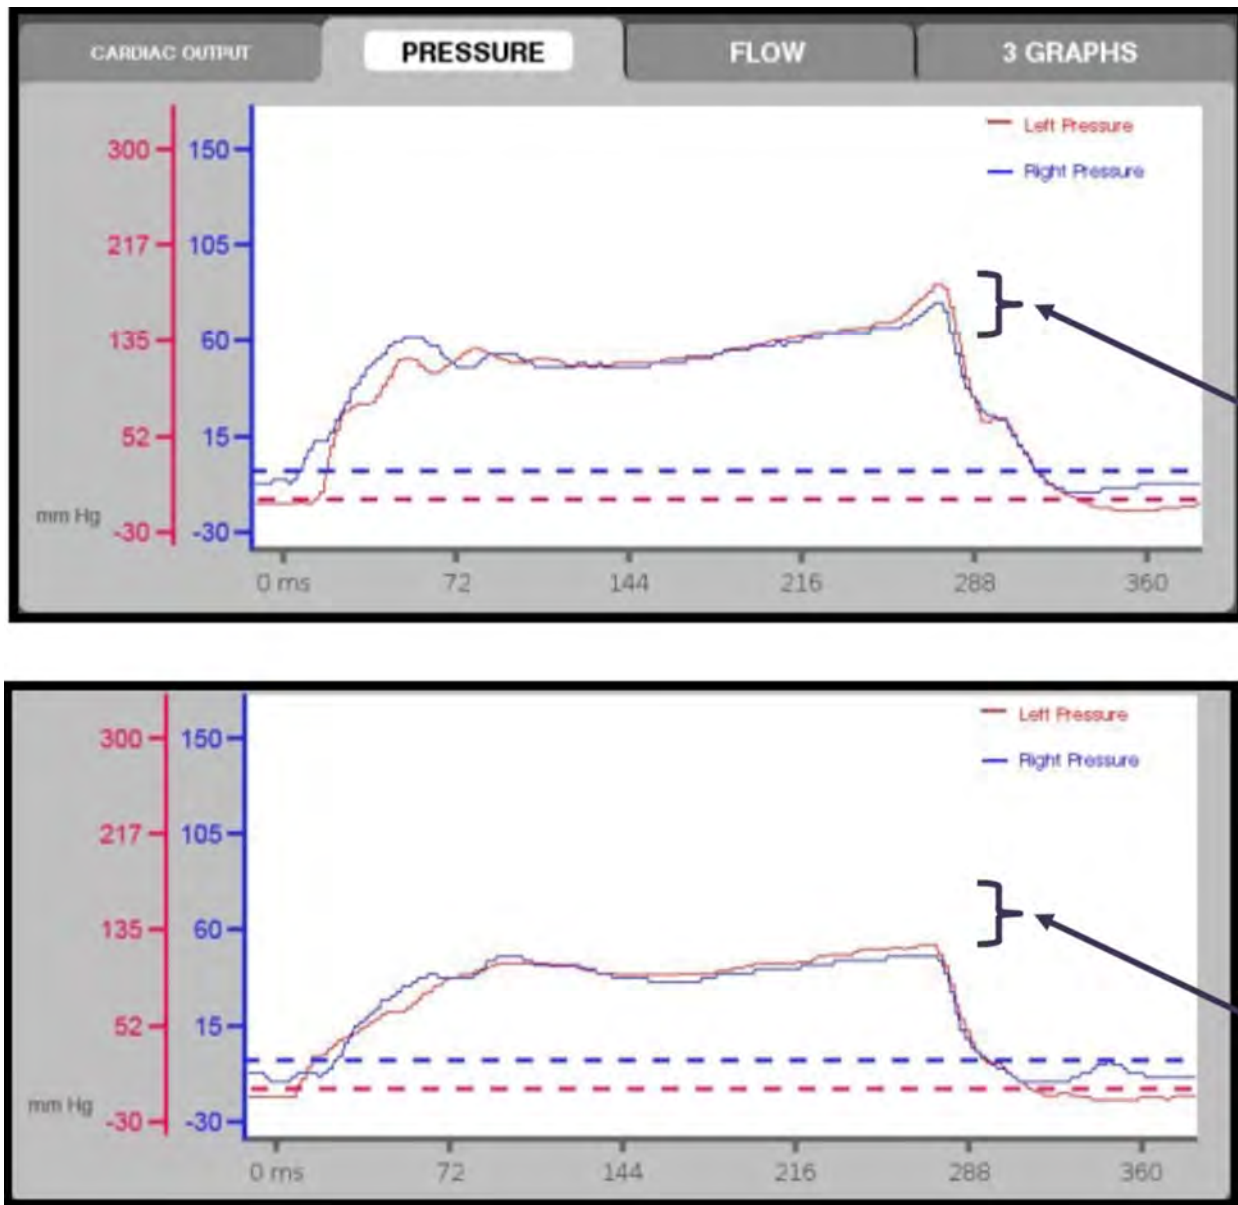 CARDIAC OUTPUT PRESSURE FLOW 3 GRAPHS
Left Pressure
300 150
Right Pressure
217 105
135 60
52 15
mm Hg
-30 -30
0 ms 72 144 216 288 360
Left Pressure
300 150
Right Pressure
217 105
135 60
52 15
mm Hg
-30 -30
0 ms 72 144 216 288 360